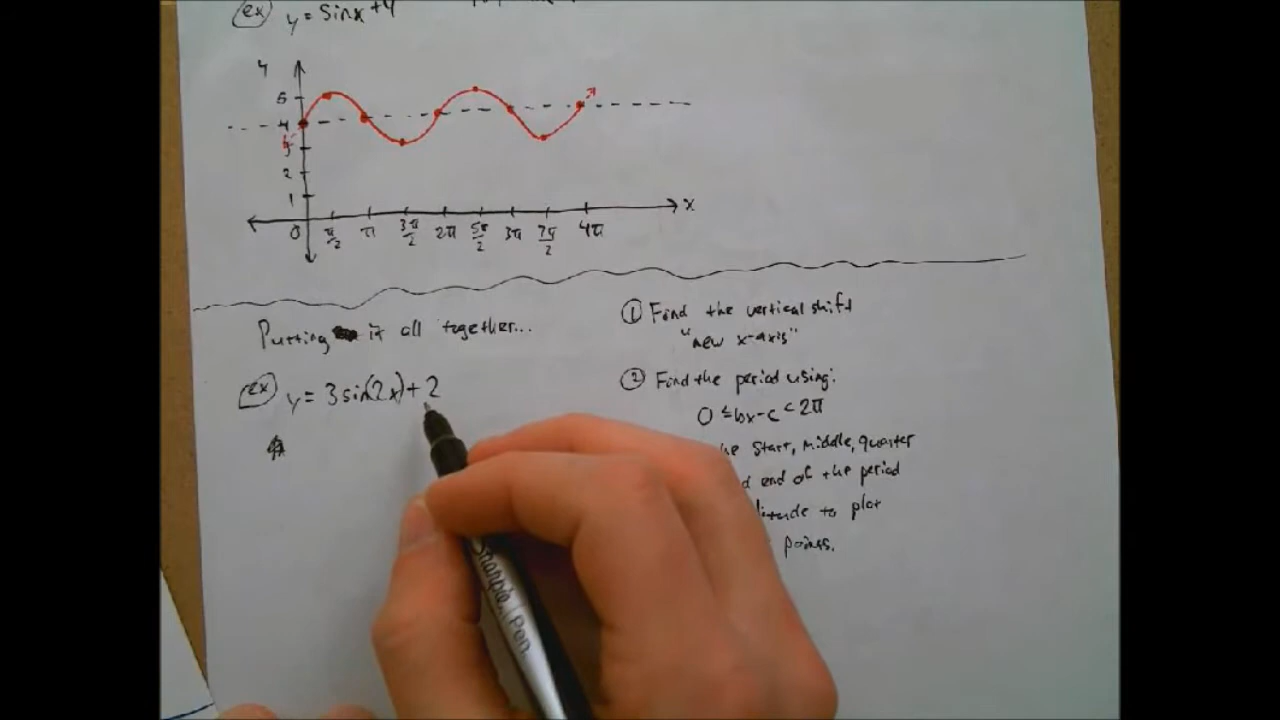 ex y = sinx + 4
y
5
4
3
2
1
0 π/2 π 3π/2 2π 5π/2 3π 7π/2 4π x
Putting it all together...
ex y = 3 sin(2x) + 2
① Find the vertical shift
"new x-axis"
② Find the period using:
0 ≤ bx-c < 2π
start, middle, quarter
end of the period
to plot
points.
Sharpie Pen.